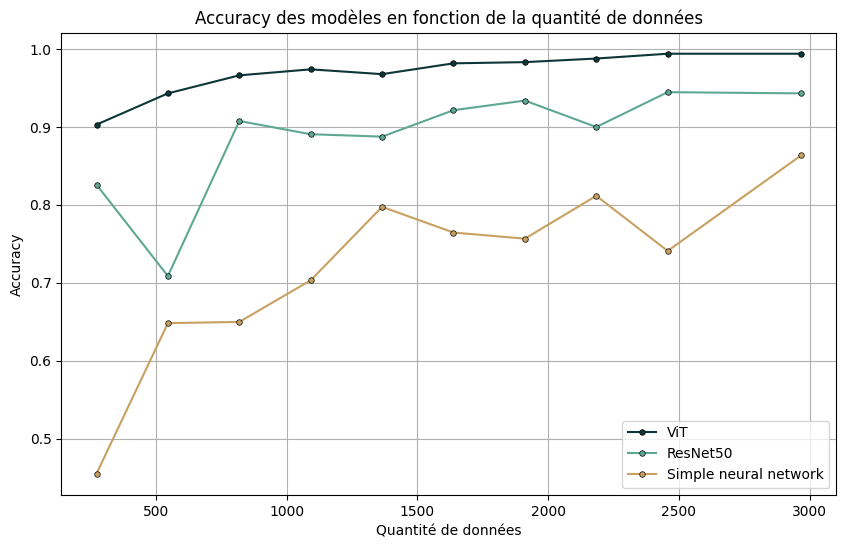 Accuracy des modèles en fonction de la quantité de données
Accuracy
1.0
0.9
0.8
0.7
0.6
0.5
500
1000
1500
2000
2500
3000
Quantité de données
ViT
ResNet50
Simple neural network